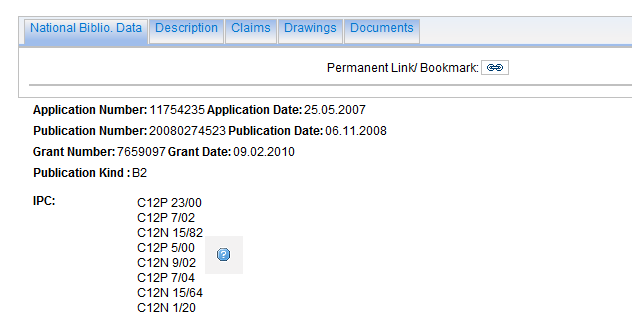 National Biblio. Data Description Claims Drawings Documents
Permanent Link/ Bookmark:
Application Number: 11754235 Application Date: 25.05.2007
Publication Number: 20080274523 Publication Date: 06.11.2008
Grant Number: 7659097 Grant Date: 09.02.2010
Publication Kind : B2
IPC: C12P 23/00
C12P 7/02
C12N 15/82
C12P 5/00
C12N 9/02
C12P 7/04
C12N 15/64
C12N 1/20